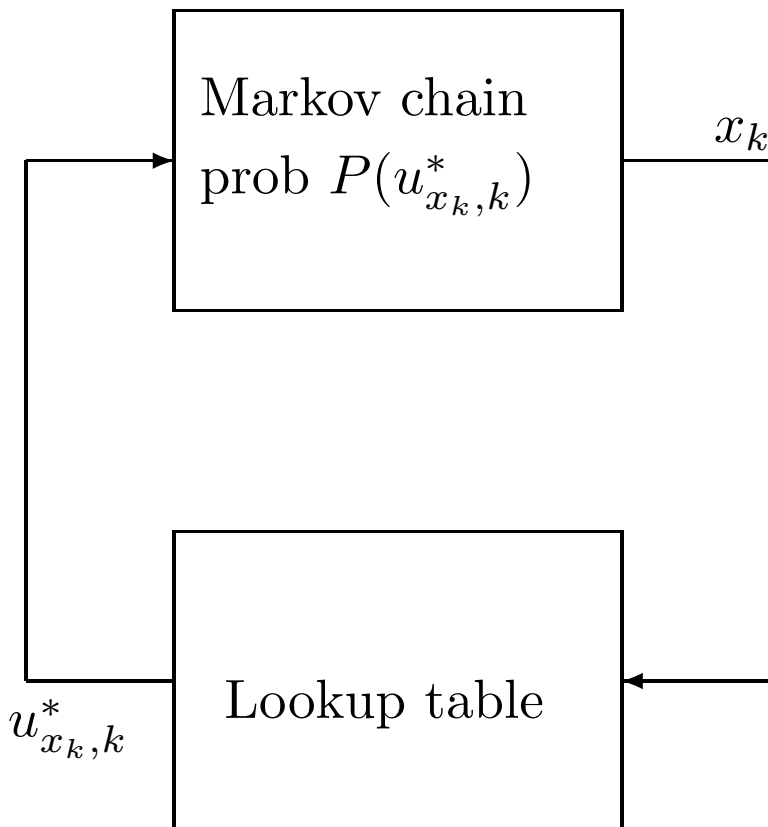 Markov chain
x_k
prob P(u^*_{x_k,k})
Lookup table
u^*_{x_k,k}